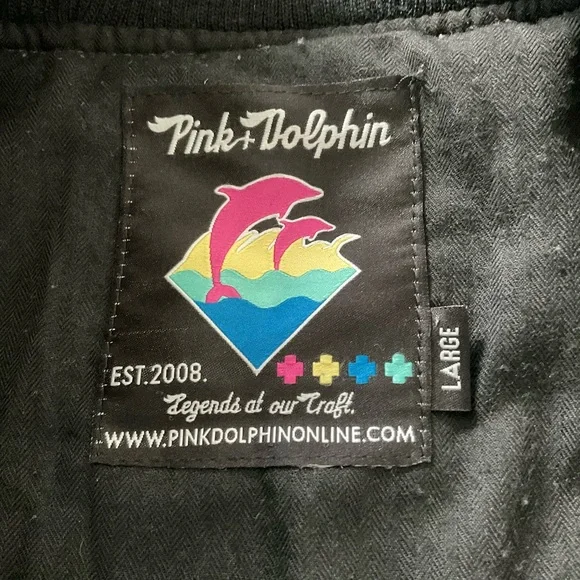 Pink+Dolphin
EST.2008.
Legends at our Craft.
WWW.PINKDOLPHINONLINE.COM
LARGE